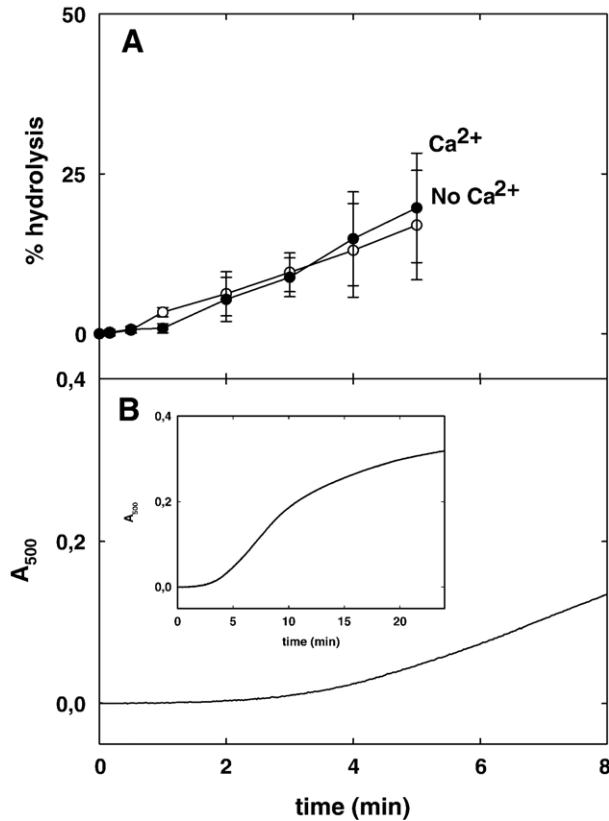 50
A
Ca2+
25
No Ca2+
% hydrolysis
0
0,4
B
0,4
0,2
A500
0,0
0 5 10 15 20
time (min)
0,2
A500
0,0
0 2 4 6 8
time (min)